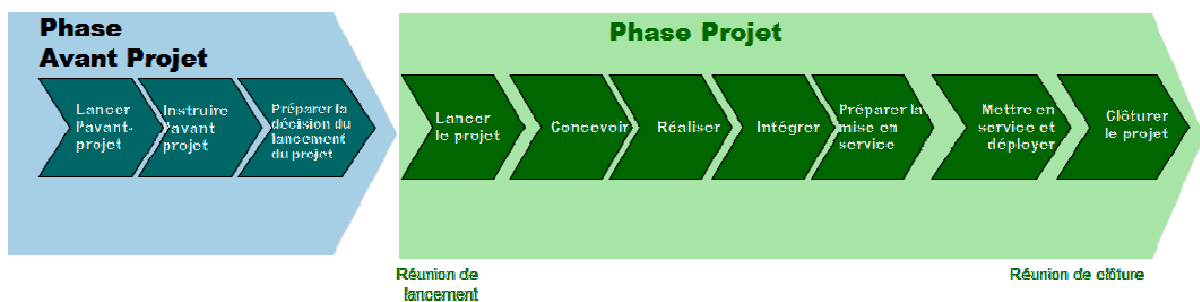 Phase
Avant Projet
Lancer
l'avant-
projet
Instruire
l'avant
projet
Préparer la
décision du
lancement
du projet
Phase Projet
Lancer
le projet
Concevoir
Réaliser
Intégrer
Préparer la
mise en
service
Mettre en
service et
déployer
Clôturer
le projet
Réunion de
lancement
Réunion de clôture